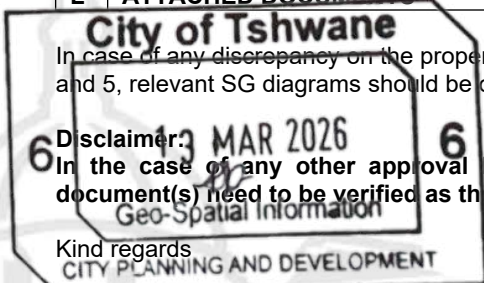 2 ATTACHED DOCUMENTS
City of Tshwane
In case of any discrepancy on the proper
and 5, relevant SG diagrams should be
6 Disclaimer: 13 MAR 2026 6
In the case of any other approval
document(s) need to be verified as th
Geo-Spatial Information
Kind regards
CITY PLANNING AND DEVELOPMENT